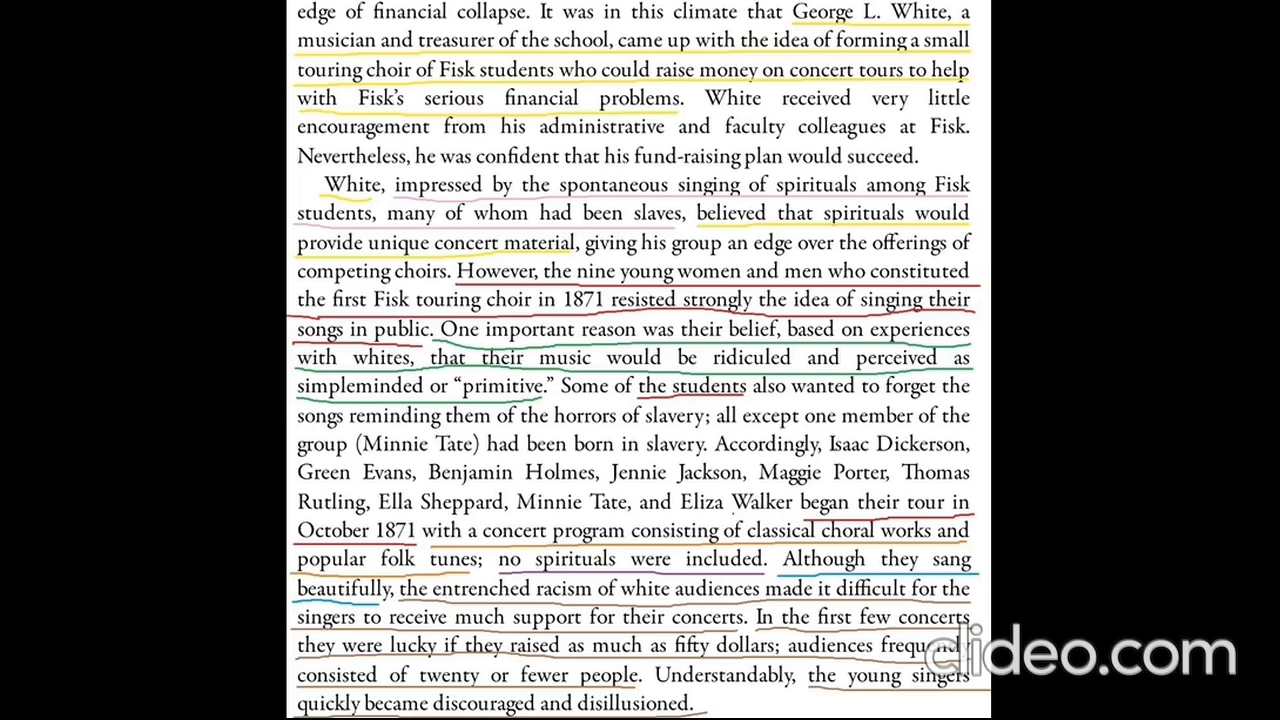 edge of financial collapse. It was in this climate that George L. White, a
musician and treasurer of the school, came up with the idea of forming a small
touring choir of Fisk students who could raise money on concert tours to help
with Fisk's serious financial problems. White received very little
encouragement from his administrative and faculty colleagues at Fisk.
Nevertheless, he was confident that his fund-raising plan would succeed.
White, impressed by the spontaneous singing of spirituals among Fisk
students, many of whom had been slaves, believed that spirituals would
provide unique concert material, giving his group an edge over the offerings of
competing choirs. However, the nine young women and men who constituted
the first Fisk touring choir in 1871 resisted strongly the idea of singing their
songs in public. One important reason was their belief, based on experiences
with whites, that their music would be ridiculed and perceived as
simpleminded or “primitive.” Some of the students also wanted to forget the
songs reminding them of the horrors of slavery; all except one member of the
group (Minnie Tate) had been born in slavery. Accordingly, Isaac Dickerson,
Green Evans, Benjamin Holmes, Jennie Jackson, Maggie Porter, Thomas
Rutling, Ella Sheppard, Minnie Tate, and Eliza Walker began their tour in
October 1871 with a concert program consisting of classical choral works and
popular folk tunes; no spirituals were included. Although they sang
beautifully, the entrenched racism of white audiences made it difficult for the
singers to receive much support for their concerts. In the first few concerts
they were lucky if they raised as much as fifty dollars; audiences frequently
consisted of twenty or fewer people. Understandably, the young singers
quickly became discouraged and disillusioned.
clideo.com